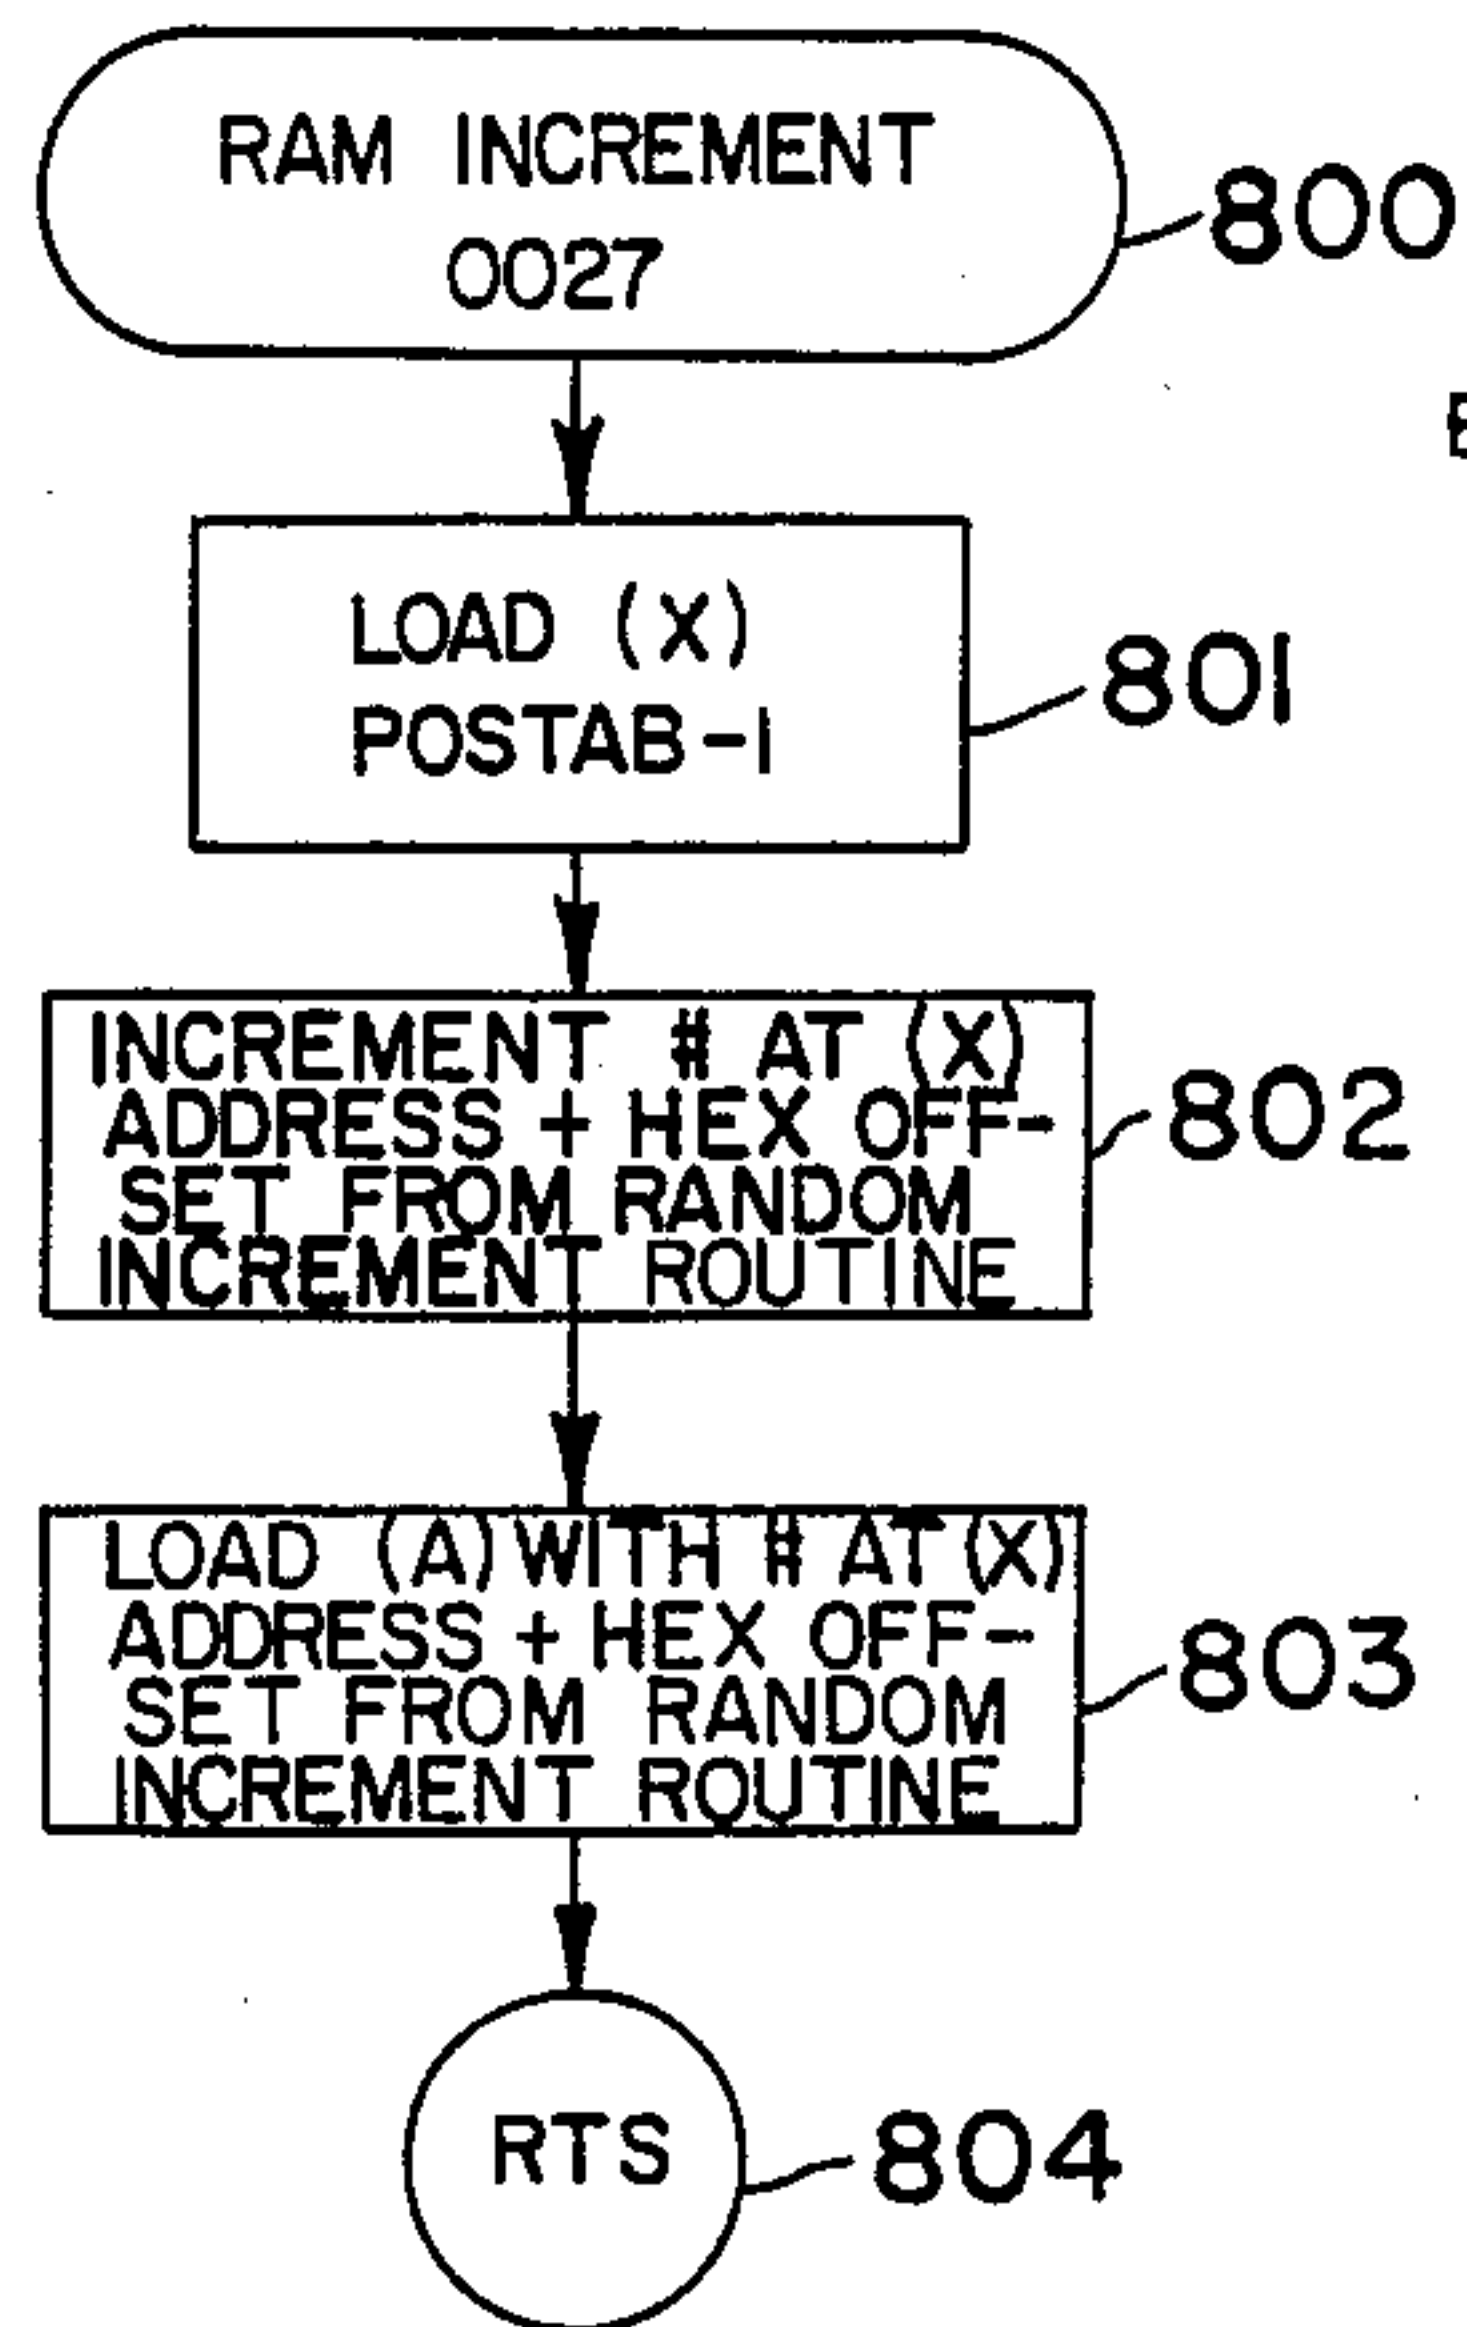 RAM INCREMENT
0027
800
LOAD (X)
POSTAB-1
801
INCREMENT # AT (X)
ADDRESS + HEX OFF-
SET FROM RANDOM
INCREMENT ROUTINE
802
LOAD (A) WITH # AT (X)
ADDRESS + HEX OFF-
SET FROM RANDOM
INCREMENT ROUTINE
803
RTS
804